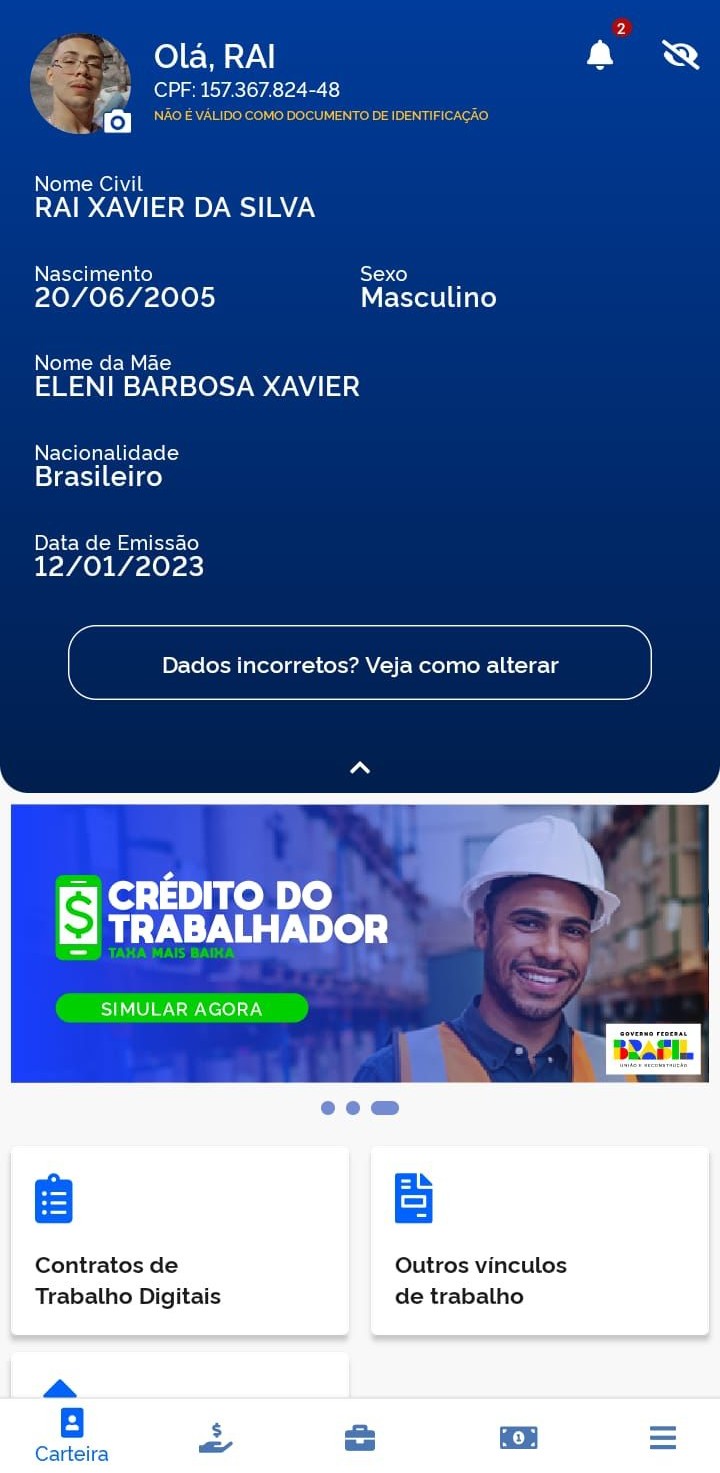 2
Olá, RAI
CPF: 157.367.824-48
NÃO É VÁLIDO COMO DOCUMENTO DE IDENTIFICAÇÃO
Nome Civil
RAI XAVIER DA SILVA
Nascimento
20/06/2005
Sexo
Masculino
Nome da Mãe
ELENI BARBOSA XAVIER
Nacionalidade
Brasileiro
Data de Emissão
12/01/2023
Dados incorretos? Veja como alterar
$
CRÉDITO DO
TRABALHADOR
TAXA MAIS BAIXA
SIMULAR AGORA
GOVERNO FEDERAL
BRASIL
UNIÃO E RECONSTRUÇÃO
Contratos de
Trabalho Digitais
Outros vínculos
de trabalho
Carteira
$
1